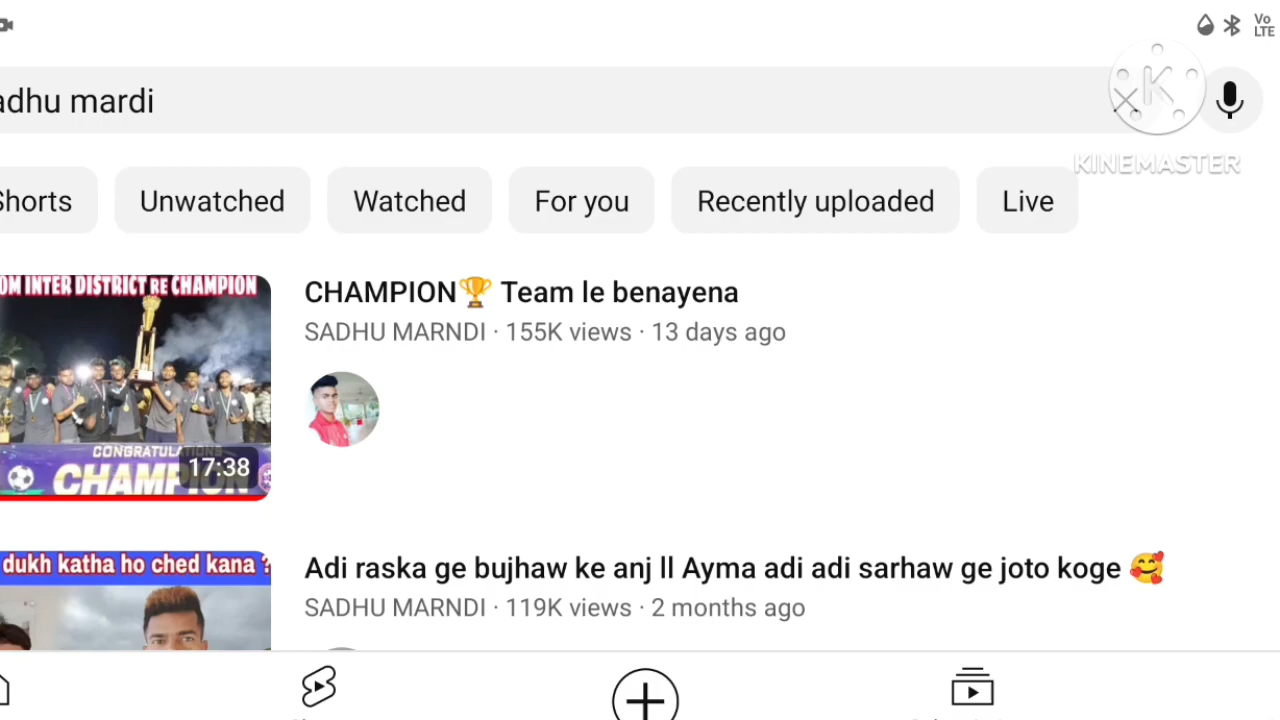 Vo
LTE
adhu mardi
KINEMASTER
Shorts
Unwatched
Watched
For you
Recently uploaded
Live
OM INTER DISTRICT RE CHAMPION
CONGRATULATIONS
CHAMPION
17:38
CHAMPION🏆 Team le benayena
SADHU MARNDI · 155K views · 13 days ago
dukh katha ho ched kana ?
Adi raska ge bujhaw ke anj ll Ayma adi adi sarhaw ge joto koge 🥰
SADHU MARNDI · 119K views · 2 months ago